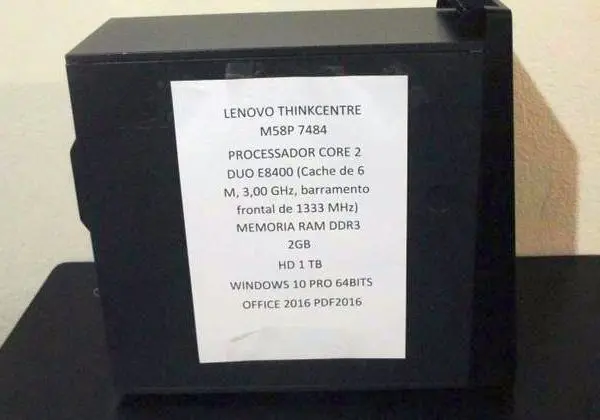 LENOVO THINKCENTRE
M58P 7484
PROCESSADOR CORE 2
DUO E8400 (Cache de 6
M, 3,00 GHz, barramento
frontal de 1333 MHz)
MEMORIA RAM DDR3
2GB
HD 1 TB
WINDOWS 10 PRO 64BITS
OFFICE 2016 PDF2016